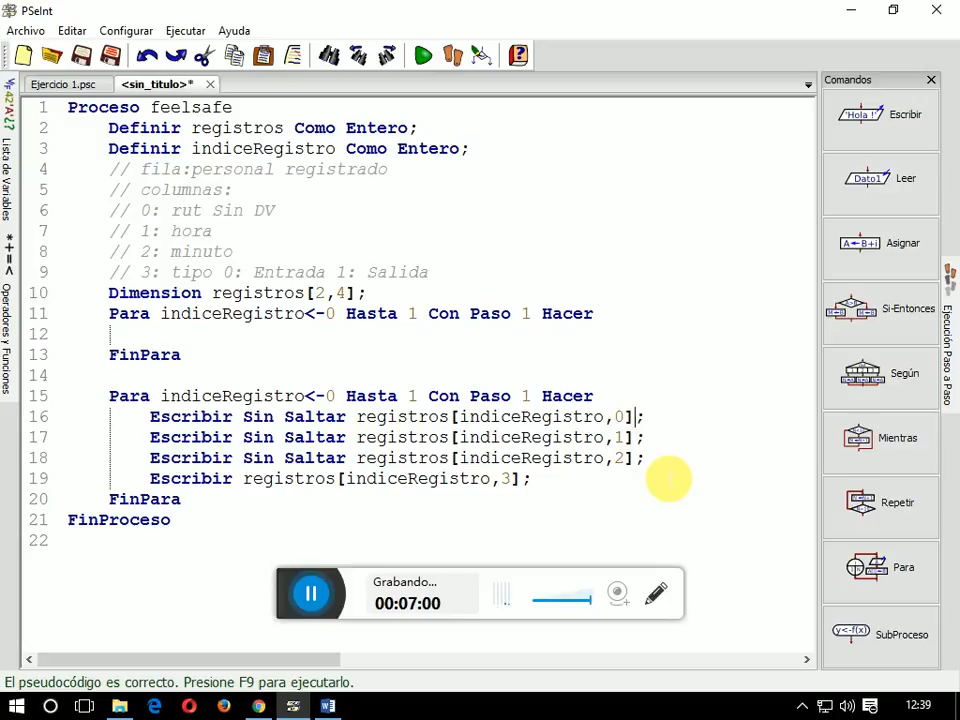 PSeInt
Archivo Editar Configurar Ejecutar Ayuda
Ejercicio 1.psc <sin_titulo>*
1 Proceso feelsafe
2 Definir registros Como Entero;
3 Definir indiceRegistro Como Entero;
4 // fila:personal registrado
5 // columnas:
6 // 0: rut Sin DV
7 // 1: hora
8 // 2: minuto
9 // 3: tipo 0: Entrada 1: Salida
10 Dimension registros[2,4];
11 Para indiceRegistro<-0 Hasta 1 Con Paso 1 Hacer
12
13 FinPara
14
15 Para indiceRegistro<-0 Hasta 1 Con Paso 1 Hacer
16 Escribir Sin Saltar registros[indiceRegistro,0];
17 Escribir Sin Saltar registros[indiceRegistro,1];
18 Escribir Sin Saltar registros[indiceRegistro,2];
19 Escribir registros[indiceRegistro,3];
20 FinPara
21 FinProceso
22
Lista de Variables
Operadores y Funciones
Comandos
'Hola !' Escribir
Dato1 Leer
A←B+i Asignar
Si-Entonces
Según
Mientras
Repetir
Para
y<-f(x) SubProceso
Ejecución Paso a Paso
Grabando...
00:07:00
El pseudocódigo es correcto. Presione F9 para ejecutarlo.
12:39